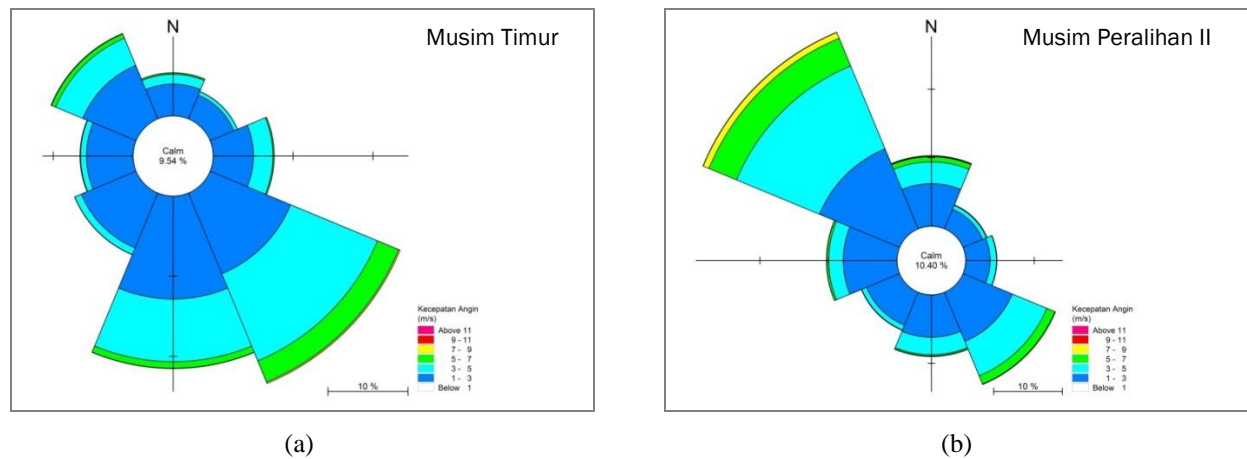 N
Musim Timur
Calm
9.54 %
Kecepatan Angin
(m/s)
Above 11
9 - 11
7 - 9
5 - 7
3 - 5
1 - 3
Below 1
10 %
(a)
N
Musim Peralihan II
Calm
10.40 %
Kecepatan Angin
(m/s)
Above 11
9 - 11
7 - 9
5 - 7
3 - 5
1 - 3
Below 1
10 %
(b)